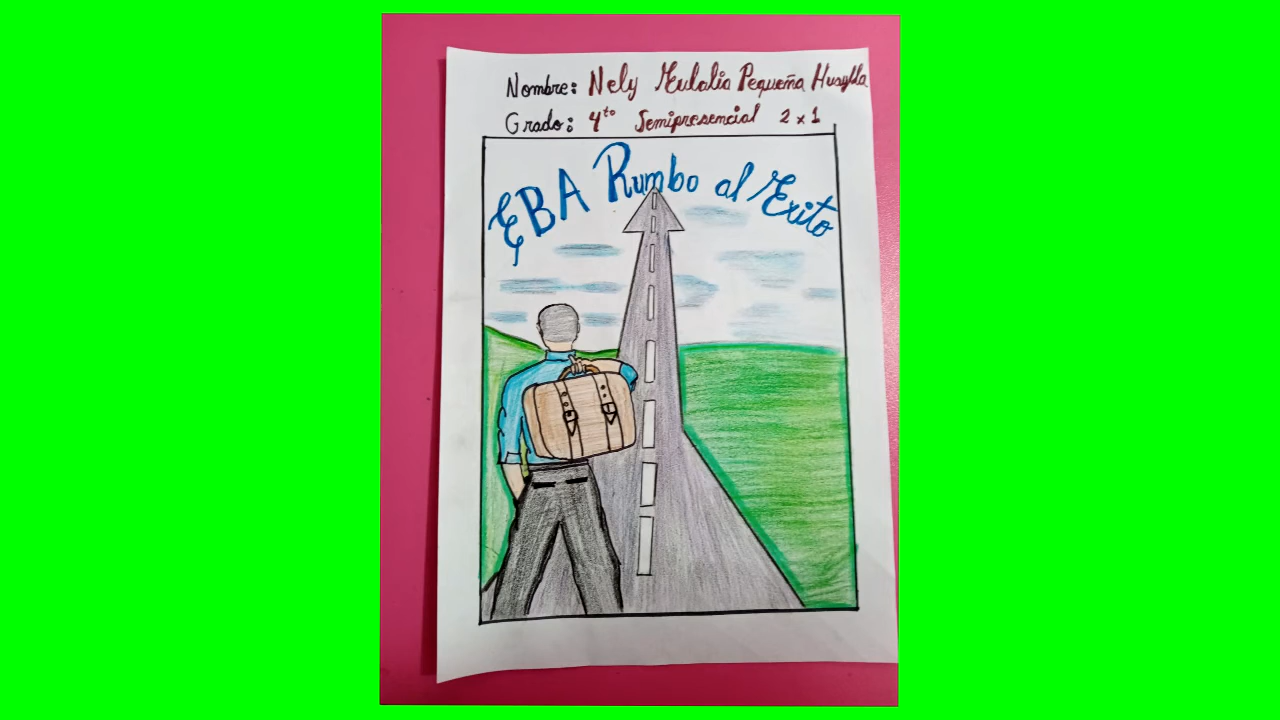 Nombre: Nely Eulalia Pequeña Huaylla
Grado: 4to Semipresencial 2 x 1
EBA Rumbo al Exito